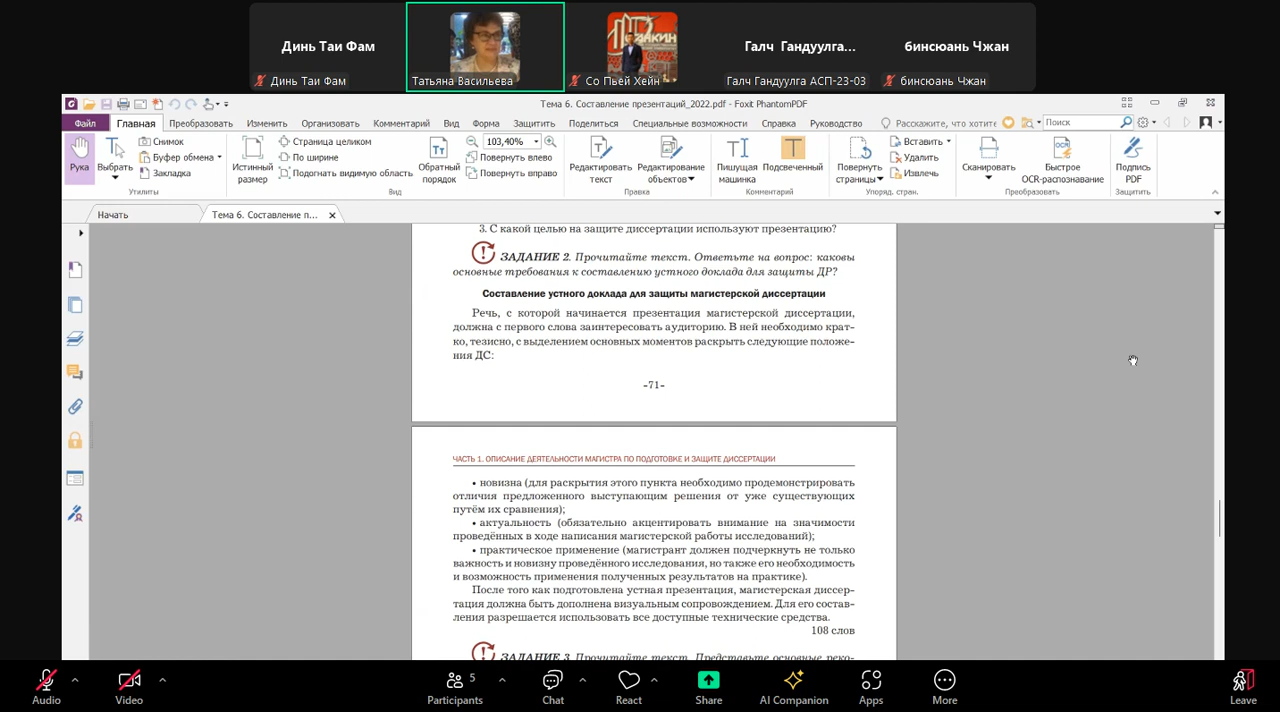 Динь Таи Фам
Галч Гандуулга...
бинсюань Чжан
Динь Таи Фам
Татьяна Васильева
Со Пьей Хейн
Галч Гандуулга АСП-23-03
бинсюань Чжан
Тема 6. Составление презентаций_2022.pdf - Foxit PhantomPDF
Файл Главная Преобразовать Изменить Организовать Комментарий Вид Форма Защитить Поделиться Специальные возможности Справка Руководство Расскажите, что хотите Поиск
Рука
Выбрать
Снимок
Буфер обмена
Закладка
Утилиты
Истинный размер
Страница целиком
По ширине
Подогнать видимую область
Обратный порядок
103,40%
Повернуть влево
Повернуть вправо
Вид
Редактировать текст
Редактирование объектов
Правка
Пишущая машинка
Подсвеченный
Комментарий
Повернуть страницы
Вставить
Удалить
Извлечь
Упоряд. стран.
Сканировать
Быстрое OCR-распознавание
Преобразовать
Подпись PDF
Защитить
Начать
Тема 6. Составление п...
3. С какой целью на защите диссертации используют презентацию?
ЗАДАНИЕ 2. Прочитайте текст. Ответьте на вопрос: каковы
основные требования к составлению устного доклада для защиты ДР?
Составление устного доклада для защиты магистерской диссертации
Речь, с которой начинается презентация магистерской диссертации,
должна с первого слова заинтересовать аудиторию. В ней необходимо крат-
ко, тезисно, с выделением основных моментов раскрыть следующие положе-
ния ДС:
-71-
ЧАСТЬ 1. ОПИСАНИЕ ДЕЯТЕЛЬНОСТИ МАГИСТРА ПО ПОДГОТОВКЕ И ЗАЩИТЕ ДИССЕРТАЦИИ
• новизна (для раскрытия этого пункта необходимо продемонстрировать
отличия предложенного выступающим решения от уже существующих
путём их сравнения);
• актуальность (обязательно акцентировать внимание на значимости
проведённых в ходе написания магистерской работы исследований);
• практическое применение (магистрант должен подчеркнуть не только
важность и новизну проведённого исследования, но также его необходимость
и возможность применения полученных результатов на практике).
После того как подготовлена устная презентация, магистерская диссер-
тация должна быть дополнена визуальным сопровождением. Для его состав-
ления разрешается использовать все доступные технические средства.
108 слов
ЗАДАНИЕ 3. Прочитайте текст. Представьте основные реко-
5
Audio Video Participants Chat React Share AI Companion Apps More Leave